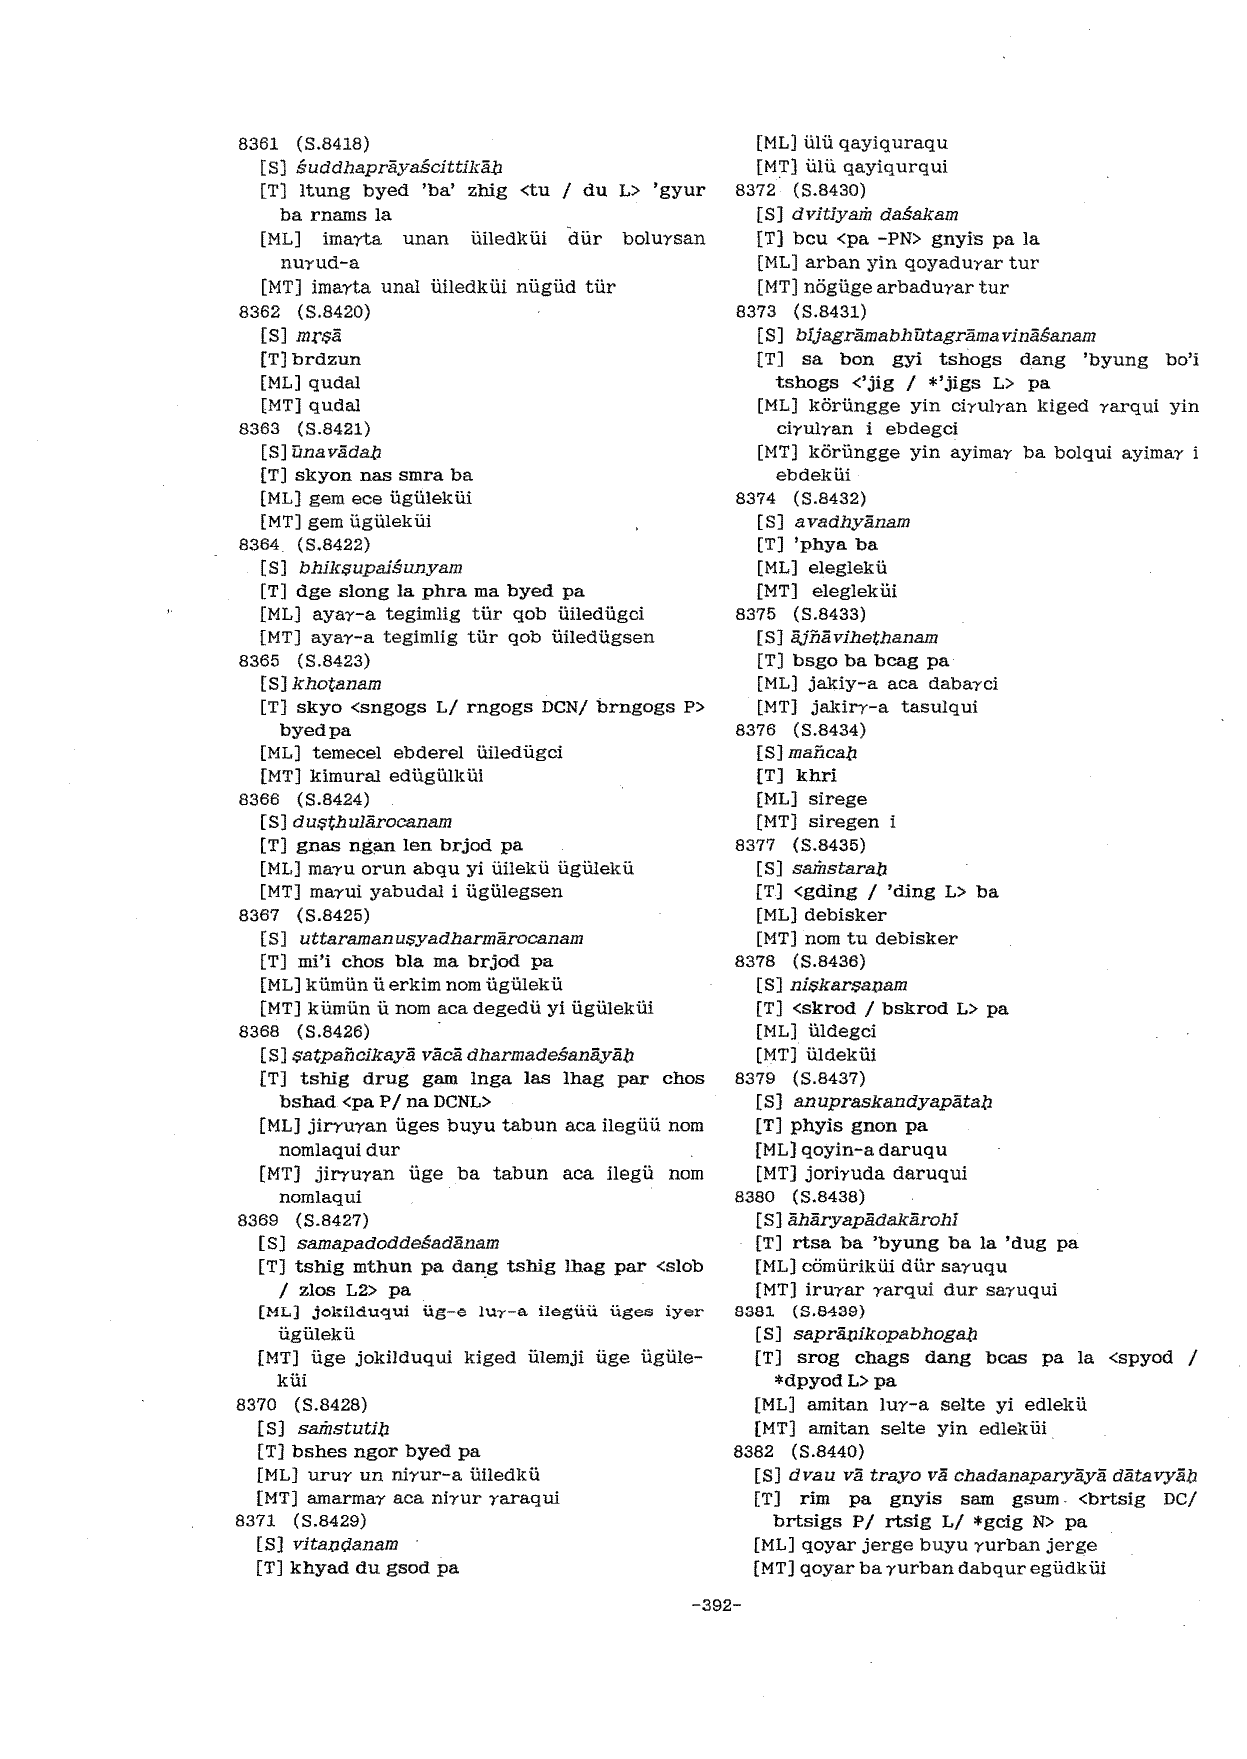 8361 (S.8418)
[S] śuddhaprāyaścittikāḥ
[T] ltung byed 'ba' zhig <tu / du L> 'gyur
ba rnams la
[ML] imaγta unan üiledküi dür boluγsan
nuγud-a
[MT] imaγta unal üiledküi nügüd tür
8362 (S.8420)
[S] mṛṣā
[T] brdzun
[ML] qudal
[MT] qudal
8363 (S.8421)
[S] ūnavādaḥ
[T] skyon nas smra ba
[ML] gem ece ügüleküi
[MT] gem ügüleküi
8364 (S.8422)
[S] bhikṣupaiśunyam
[T] dge slong la phra ma byed pa
[ML] ayaγ-a tegimlig tür qob üiledügci
[MT] ayaγ-a tegimlig tür qob üiledügsen
8365 (S.8423)
[S] khoṭanam
[T] skyo <sngogs L/ rngogs DCN/ brngogs P>
byed pa
[ML] temecel ebderel üiledügci
[MT] kimural edügülküi
8366 (S.8424)
[S] duṣṭhulārocanam
[T] gnas ngan len brjod pa
[ML] maγu orun abqu yi üilekü ügülekü
[MT] maγui yabudal i ügülegsen
8367 (S.8425)
[S] uttaramanuṣyadharmārocanam
[T] mi'i chos bla ma brjod pa
[ML] kümün ü erkim nom ügülekü
[MT] kümün ü nom aca degedü yi ügüleküi
8368 (S.8426)
[S] ṣaṭpañcikayā vācā dharmadeśanāyāḥ
[T] tshig drug gam lnga las lhag par chos
bshad <pa P/ na DCNL>
[ML] jirγuγan üges buyu tabun aca ilegüü nom
nomlaqui dur
[MT] jirγuγan üge ba tabun aca ilegü nom
nomlaqui
8369 (S.8427)
[S] samapadoddeśadānam
[T] tshig mthun pa dang tshig lhag par <slob
/ zlos L2> pa
[ML] jokilduqui üg-e luγ-a ilegüü üges iyer
ügülekü
[MT] üge jokilduqui kiged ülemji üge ügüle-
küi
8370 (S.8428)
[S] saṁstutiḥ
[T] bshes ngor byed pa
[ML] uruγ un niγur-a üiledkü
[MT] amarmaγ aca niγur γaraqui
8371 (S.8429)
[S] vitaṇḍanam
[T] khyad du gsod pa
[ML] ülü qayiquraqu
[MT] ülü qayiqurqui
8372 (S.8430)
[S] dvitīyaṁ daśakam
[T] bcu <pa -PN> gnyis pa la
[ML] arban yin qoyaduγar tur
[MT] nögüge arbaduγar tur
8373 (S.8431)
[S] bījagrāmabhūtagrāmavināśanam
[T] sa bon gyi tshogs dang 'byung bo'i
tshogs <'jig / *'jigs L> pa
[ML] körüngge yin ciγulγan kiged γarqui yin
ciγulγan i ebdegci
[MT] körüngge yin ayimaγ ba bolqui ayimaγ i
ebdeküi
8374 (S.8432)
[S] avadhyānam
[T] 'phya ba
[ML] eleglekü
[MT] elegleküi
8375 (S.8433)
[S] ājñāviheṭhanam
[T] bsgo ba bcag pa
[ML] jakiy-a aca dabaγci
[MT] jakirγ-a tasulqui
8376 (S.8434)
[S] mañcaḥ
[T] khri
[ML] sirege
[MT] siregen i
8377 (S.8435)
[S] saṁstaraḥ
[T] <gding / 'ding L> ba
[ML] debisker
[MT] nom tu debisker
8378 (S.8436)
[S] niṣkarṣaṇam
[T] <skrod / bskrod L> pa
[ML] üldegci
[MT] üldeküi
8379 (S.8437)
[S] anupraskandyapātaḥ
[T] phyis gnon pa
[ML] qoyin-a daruqu
[MT] joriγuda daruqui
8380 (S.8438)
[S] āhāryapādakārohī
[T] rtsa ba 'byung ba la 'dug pa
[ML] cömüriküi dür saγuqu
[MT] iruγar γarqui dur saγuqui
8381 (S.8439)
[S] saprāṇikopabhogaḥ
[T] srog chags dang bcas pa la <spyod /
*dpyod L> pa
[ML] amitan luγ-a selte yi edlekü
[MT] amitan selte yin edleküi
8382 (S.8440)
[S] dvau vā trayo vā chadanaparyāyā dātavyāḥ
[T] rim pa gnyis sam gsum <brtsig DC/
brtsigs P/ rtsig L/ *gcig N> pa
[ML] qoyar jerge buyu γurban jerge
[MT] qoyar ba γurban dabqur egüdküi
-392-